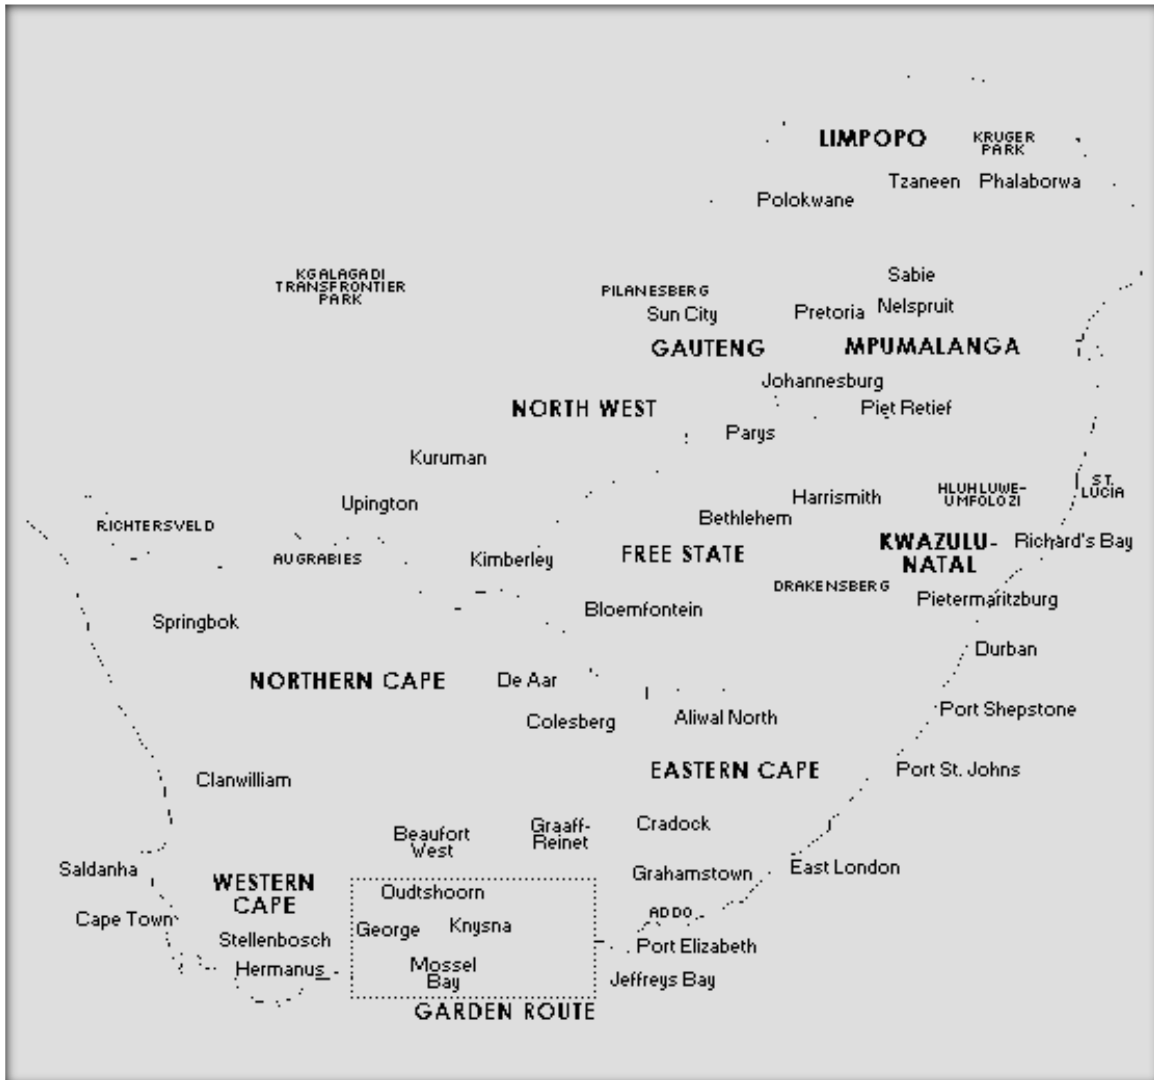 LIMPOPO
KRUGER
PARK
Tzaneen
Phalaborwa
Polokwane
KGALAGADI
TRANSFRONTIER
PARK
Sabie
PILANESBERG
Sun City
Pretoria
Nelspruit
GAUTENG
MPUMALANGA
Johannesburg
NORTH WEST
Piet Retief
Parys
Kuruman
Upington
Harrismith
HLUHLUWE-
UMFOLOZI
ST.
LUCIA
RICHTERSVELD
Bethlehem
AUGRABIES
Kimberley
FREE STATE
KWAZULU-
NATAL
Richard's Bay
DRAKENSBERG
Pietermaritzburg
Bloemfontein
Springbok
Durban
NORTHERN CAPE
De Aar
Colesberg
Aliwal North
Port Shepstone
EASTERN CAPE
Port St. Johns
Clanwilliam
Beaufort
West
Graaff-
Reinet
Cradock
Saldanha
WESTERN
CAPE
Oudtshoorn
Grahamstown
East London
Cape Town
George
Knysna
ADDO
Stellenbosch
Port Elizabeth
Hermanus
Mossel
Bay
Jeffreys Bay
GARDEN ROUTE